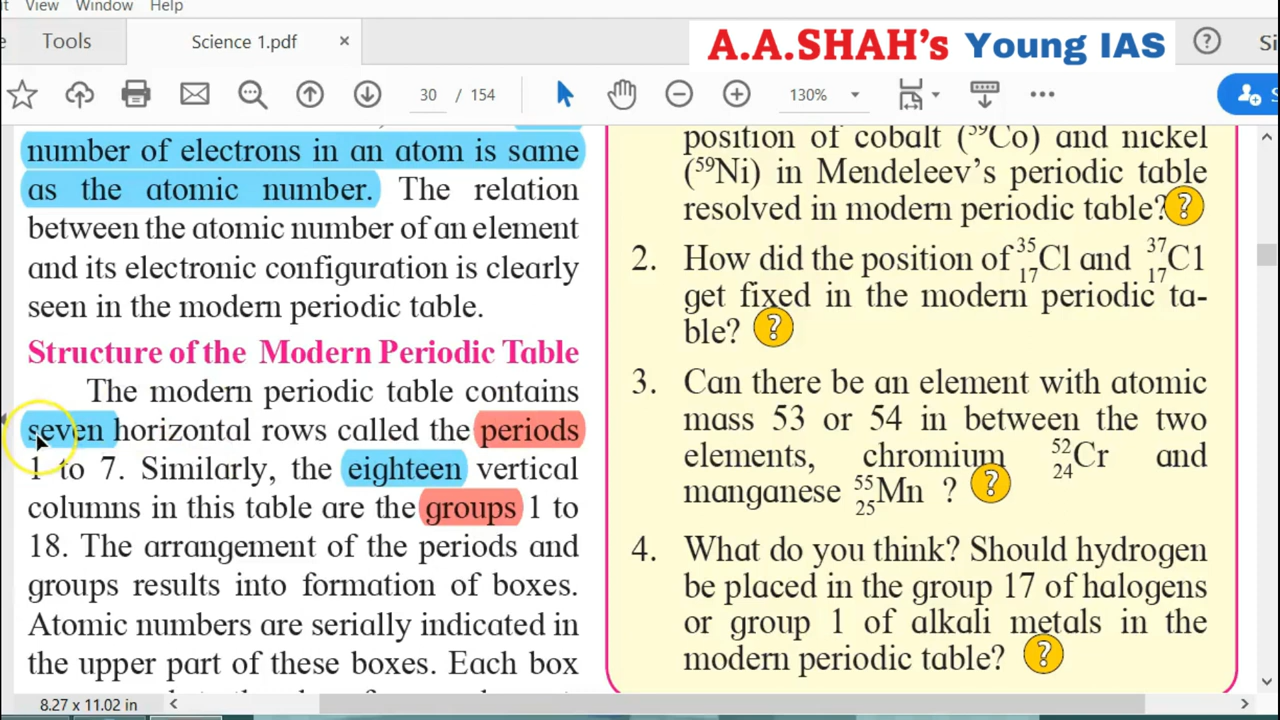 View Window Help
Tools
Science 1.pdf ×
A.A.SHAH's Young IAS
?
30 / 154
130%
number of electrons in an atom is same
as the atomic number. The relation
between the atomic number of an element
and its electronic configuration is clearly
seen in the modern periodic table.
Structure of the Modern Periodic Table
The modern periodic table contains
seven horizontal rows called the periods
1 to 7. Similarly, the eighteen vertical
columns in this table are the groups 1 to
18. The arrangement of the periods and
groups results into formation of boxes.
Atomic numbers are serially indicated in
the upper part of these boxes. Each box
position of cobalt (⁵⁹Co) and nickel
(⁵⁹Ni) in Mendeleev's periodic table
resolved in modern periodic table? ?
2. How did the position of ³⁵₁₇Cl and ³⁷₁₇C1
get fixed in the modern periodic ta-
ble? ?
3. Can there be an element with atomic
mass 53 or 54 in between the two
elements, chromium ⁵²₂₄Cr and
manganese ⁵⁵₂₅Mn ? ?
4. What do you think? Should hydrogen
be placed in the group 17 of halogens
or group 1 of alkali metals in the
modern periodic table? ?
8.27 x 11.02 in